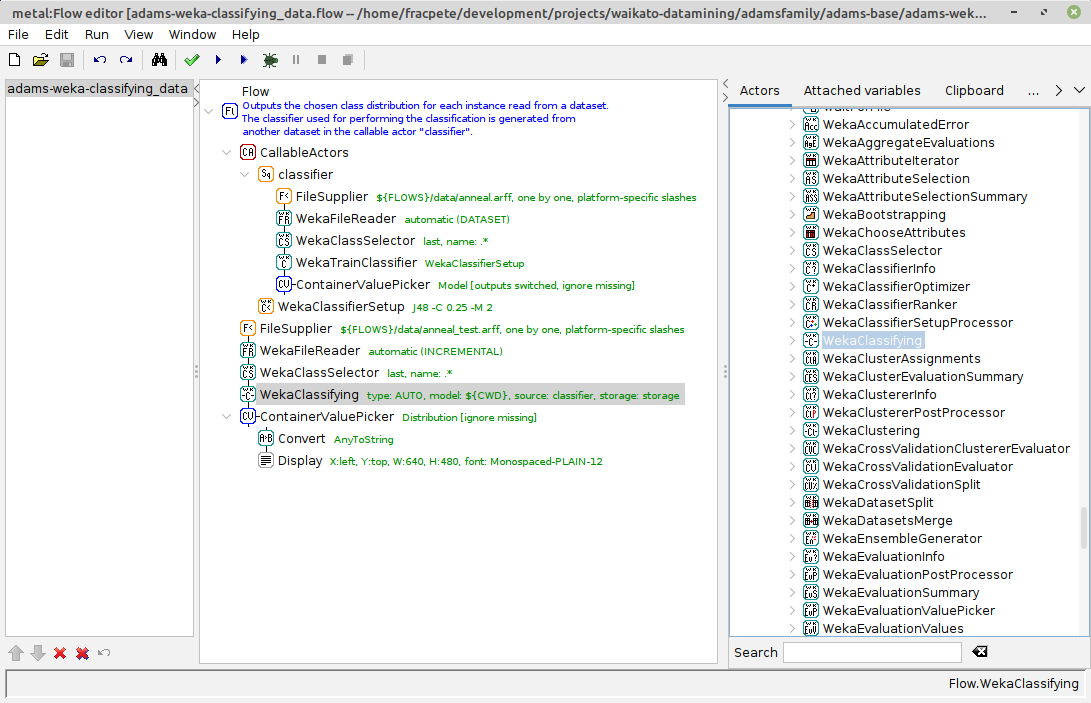 metal:Flow editor [adams-weka-classifying_data.flow -- /home/fracpete/development/projects/waikato-datamining/adamsfamily/adams-base/adams-wek...
File Edit Run View Window Help
adams-weka-classifying_data
Flow
Outputs the chosen class distribution for each instance read from a dataset.
The classifier used for performing the classification is generated from
another dataset in the callable actor "classifier".
CallableActors
classifier
FileSupplier ${FLOWS}/data/anneal.arff, one by one, platform-specific slashes
WekaFileReader automatic (DATASET)
WekaClassSelector last, name: .*
WekaTrainClassifier WekaClassifierSetup
ContainerValuePicker Model [outputs switched, ignore missing]
WekaClassifierSetup J48 -C 0.25 -M 2
FileSupplier ${FLOWS}/data/anneal_test.arff, one by one, platform-specific slashes
WekaFileReader automatic (INCREMENTAL)
WekaClassSelector last, name: .*
WekaClassifying type: AUTO, model: ${CWD}, source: classifier, storage: storage
ContainerValuePicker Distribution [ignore missing]
Convert AnyToString
Display X:left, Y:top, W:640, H:480, font: Monospaced-PLAIN-12
Actors Attached variables Clipboard ...
WekaAccumulatedError
WekaAggregateEvaluations
WekaAttributeIterator
WekaAttributeSelection
WekaAttributeSelectionSummary
WekaBootstrapping
WekaChooseAttributes
WekaClassSelector
WekaClassifierInfo
WekaClassifierOptimizer
WekaClassifierRanker
WekaClassifierSetupProcessor
WekaClassifying
WekaClusterAssignments
WekaClusterEvaluationSummary
WekaClustererInfo
WekaClustererPostProcessor
WekaClustering
WekaCrossValidationClustererEvaluator
WekaCrossValidationEvaluator
WekaCrossValidationSplit
WekaDatasetSplit
WekaDatasetsMerge
WekaEnsembleGenerator
WekaEvaluationInfo
WekaEvaluationPostProcessor
WekaEvaluationSummary
WekaEvaluationValuePicker
WekaEvaluationValues
Search
Flow.WekaClassifying